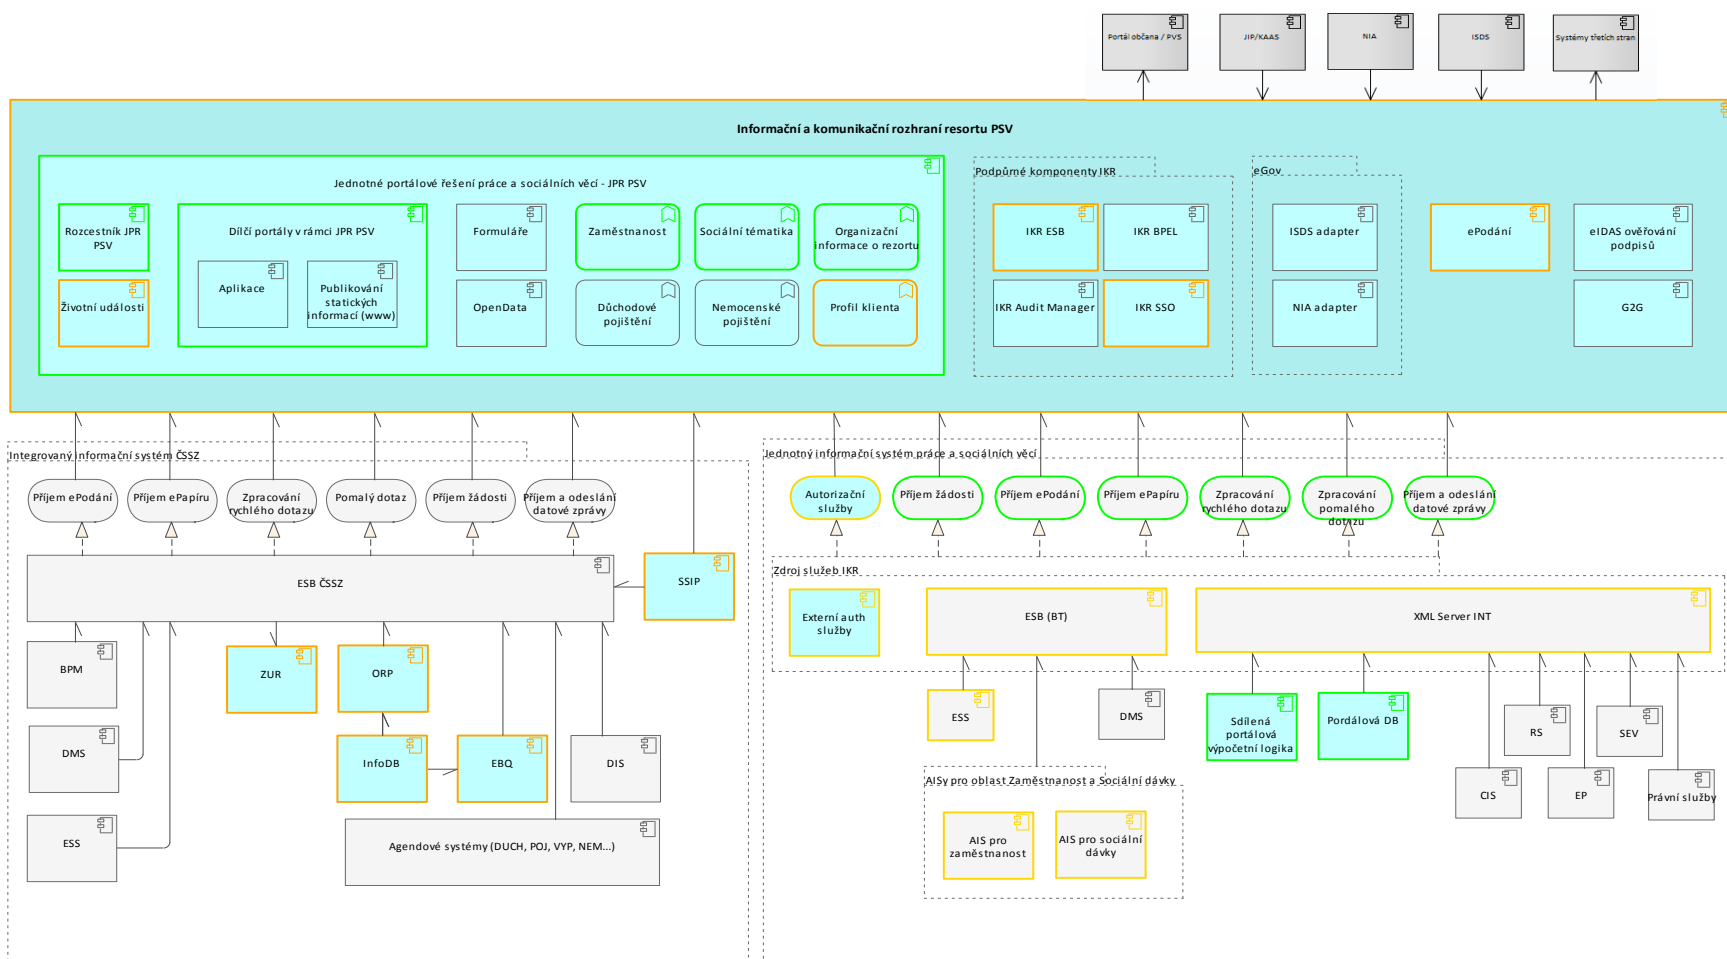 Portál občana / PVS
JIP/KAAS
NIA
ISDS
Systémy třetích stran
Informační a komunikační rozhraní resortu PSV
Jednotné portálové řešení práce a sociálních věcí - JPR PSV
Podpůrné komponenty IKR
eGov
Rozcestník JPR
PSV
Dílčí portály v rámci JPR PSV
Formuláře
Zaměstnanost
Sociální tématika
Organizační
informace o rezortu
IKR ESB
IKR BPEL
ISDS adapter
ePodání
eIDAS ověřování
podpisů
Životní události
Aplikace
Publikování
statických
informací (www)
OpenData
Důchodové
pojištění
Nemocenské
pojištění
Profil klienta
IKR Audit Manager
IKR SSO
NIA adapter
G2G
Integrovaný informační systém ČSSZ
Příjem ePodání
Příjem ePapíru
Zpracování
rychlého dotazu
Pomalý dotaz
Příjem žádosti
Příjem a odeslání
datové zprávy
ESB ČSSZ
SSIP
BPM
ZUR
ORP
DMS
InfoDB
EBQ
DIS
ESS
Agendové systémy (DUCH, POJ, VYP, NEM...)
Jednotný informační systém práce a sociálních věcí
Autorizační
služby
Příjem žádosti
Příjem ePodání
Příjem ePapíru
Zpracování
rychlého dotazu
Zpracování
pomalého
dotazu
Příjem a odeslání
datové zprávy
Zdroj služeb IKR
Externí auth
služby
ESB (BT)
XML Server INT
ESS
DMS
Sdílená
portálová
výpočetní logika
Pordálová DB
RS
SEV
CIS
EP
Právní služby
AISy pro oblast Zaměstnanost a Sociální dávky
AIS pro
zaměstnanost
AIS pro sociální
dávky